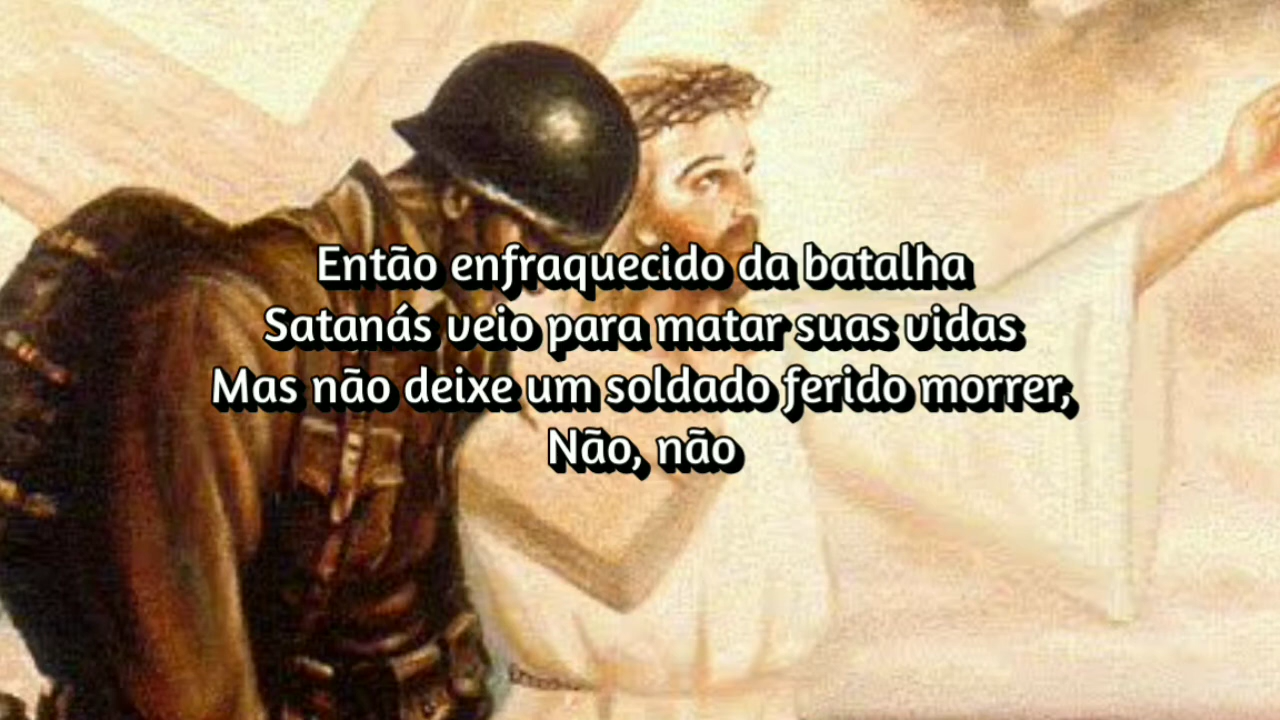 Então enfraquecido da batalha
Satanás veio para matar suas vidas
Mas não deixe um soldado ferido morrer,
Não, não